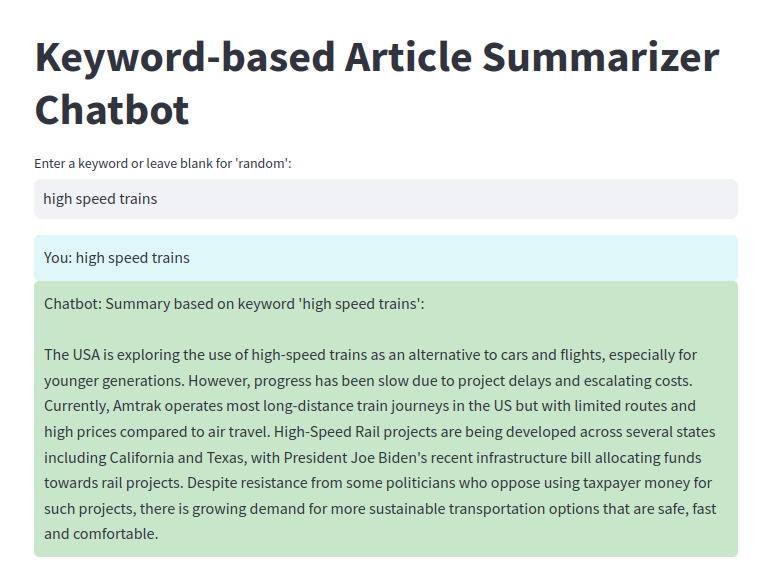 Keyword-based Article Summarizer
Chatbot
Enter a keyword or leave blank for 'random':
high speed trains
You: high speed trains
Chatbot: Summary based on keyword 'high speed trains':
The USA is exploring the use of high-speed trains as an alternative to cars and flights, especially for
younger generations. However, progress has been slow due to project delays and escalating costs.
Currently, Amtrak operates most long-distance train journeys in the US but with limited routes and
high prices compared to air travel. High-Speed Rail projects are being developed across several states
including California and Texas, with President Joe Biden's recent infrastructure bill allocating funds
towards rail projects. Despite resistance from some politicians who oppose using taxpayer money for
such projects, there is growing demand for more sustainable transportation options that are safe, fast
and comfortable.